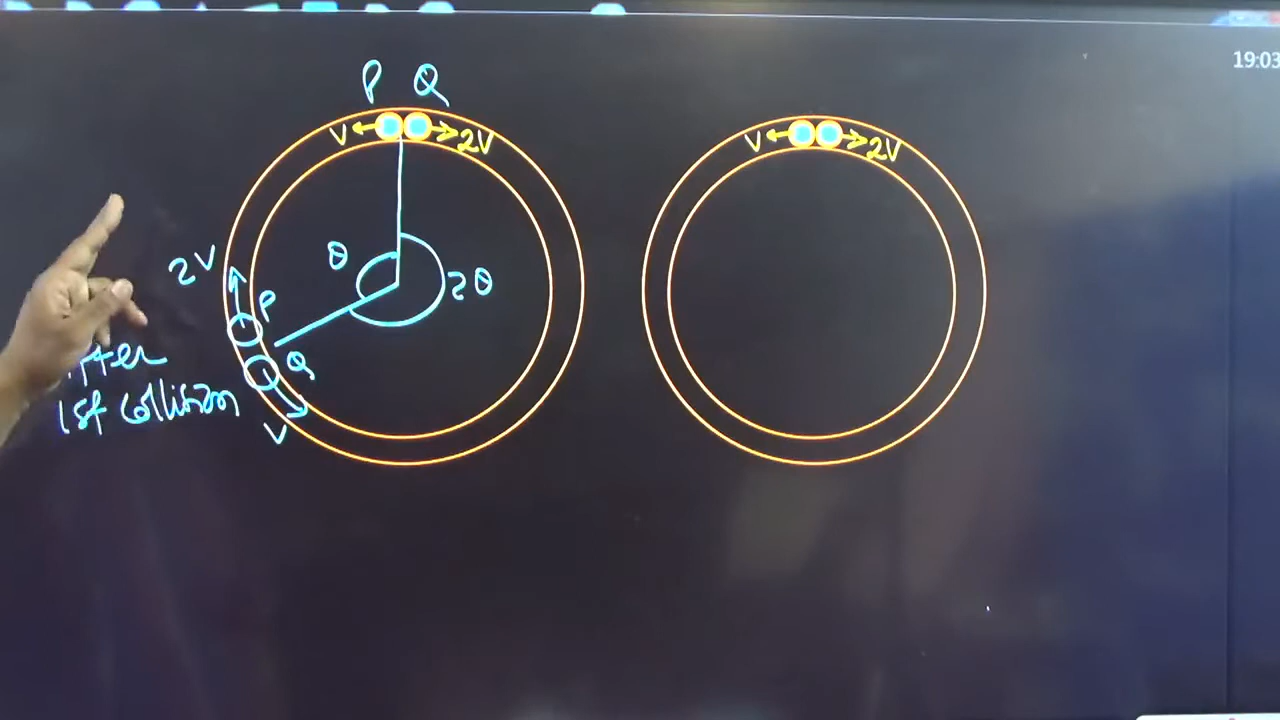 19:03
P Q
V 2V
V 2V
θ 2θ
2V
P
Q
1st collision
V